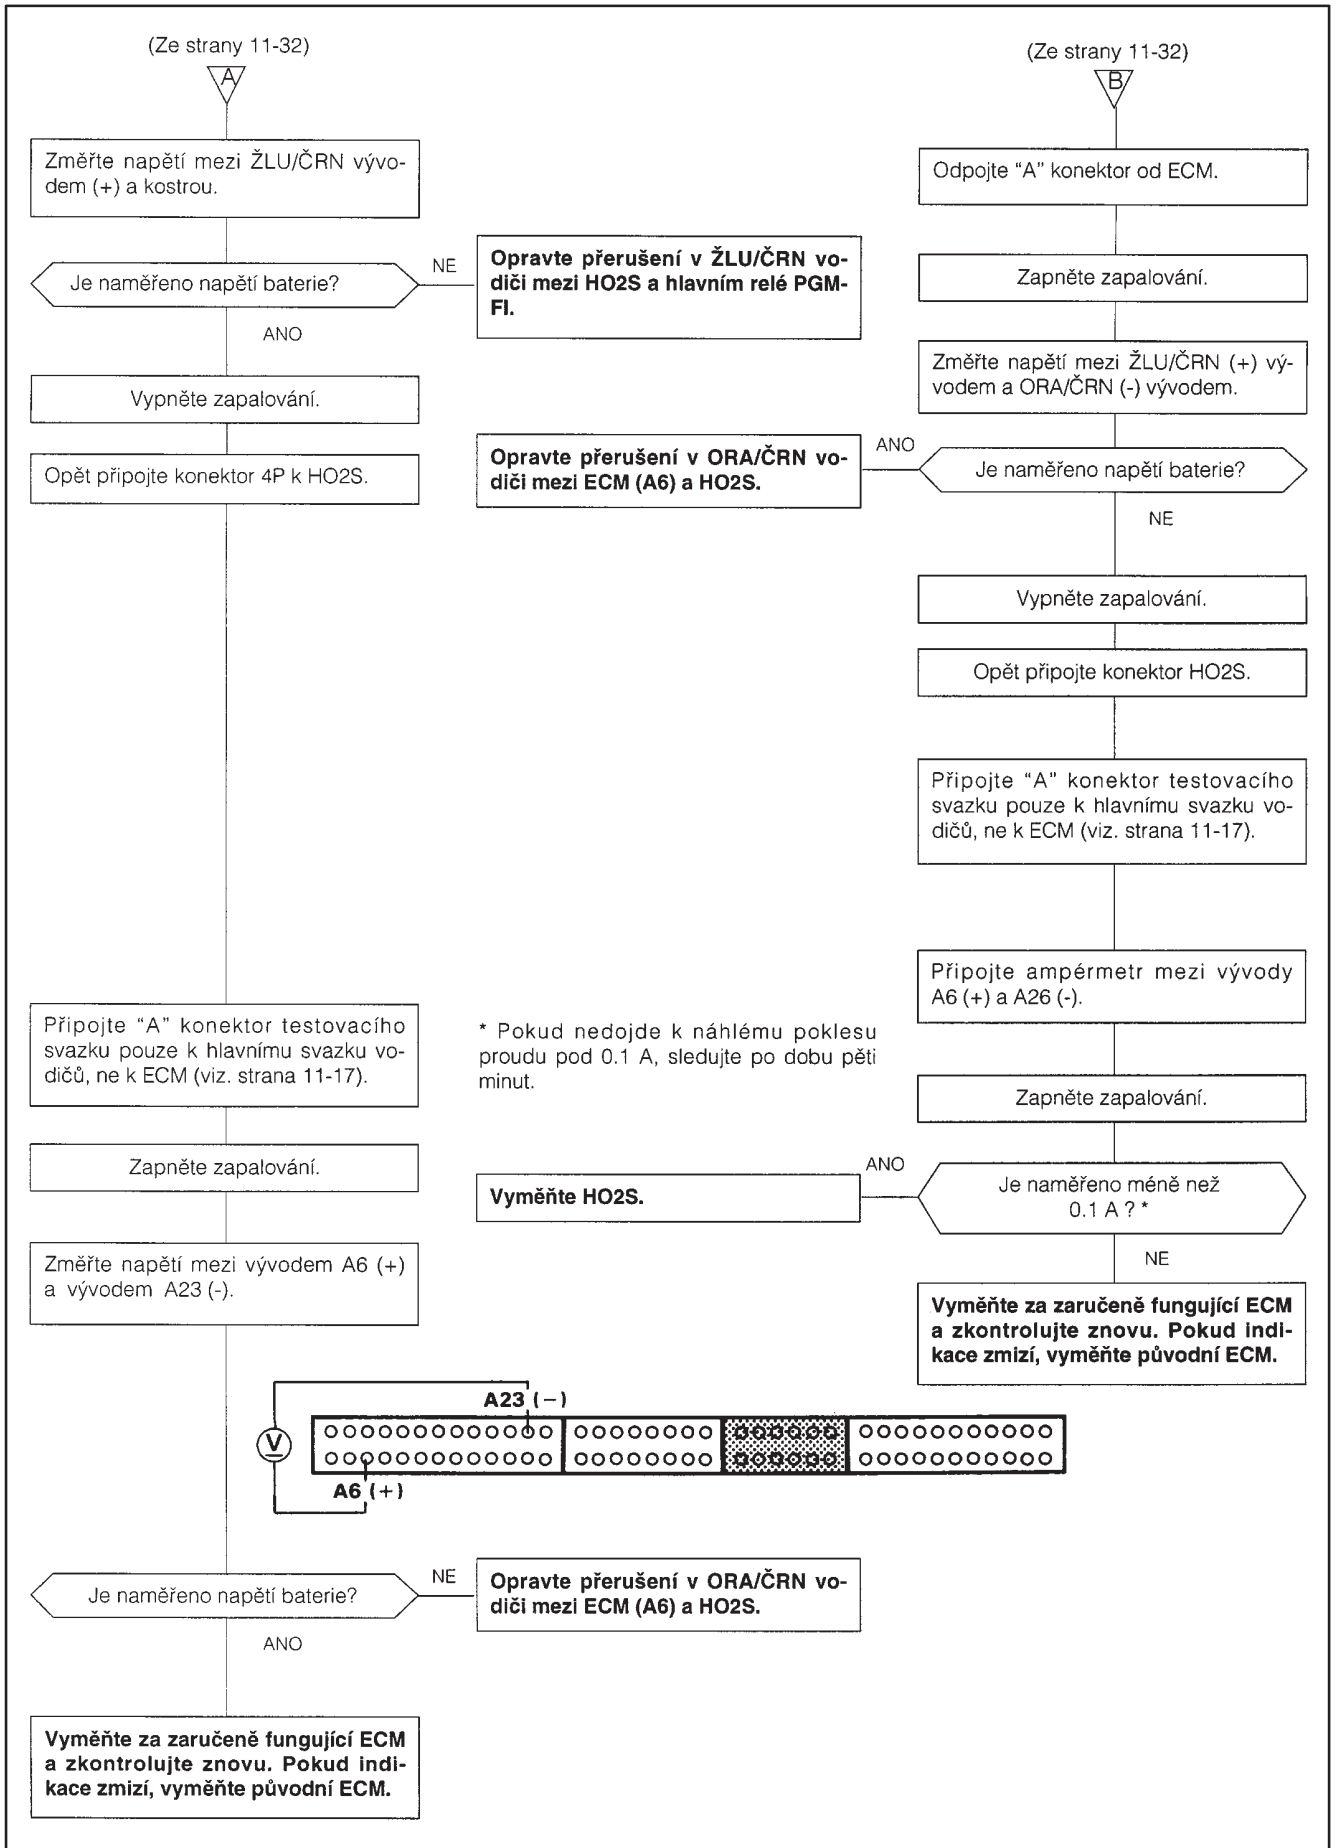 (Ze strany 11-32)
A
Změřte napětí mezi ŽLU/ČRN vývo-
dem (+) a kostrou.
Je naměřeno napětí baterie?
NE
Opravte přerušení v ŽLU/ČRN vo-
diči mezi HO2S a hlavním relé PGM-
FI.
ANO
Vypněte zapalování.
Opět připojte konektor 4P k HO2S.
Připojte “A” konektor testovacího
svazku pouze k hlavnímu svazku vo-
dičů, ne k ECM (viz. strana 11-17).
Zapněte zapalování.
Změřte napětí mezi vývodem A6 (+)
a vývodem A23 (-).
A23 (−)
V
A6 (+)
Je naměřeno napětí baterie?
NE
Opravte přerušení v ORA/ČRN vo-
diči mezi ECM (A6) a HO2S.
ANO
Vyměňte za zaručeně fungující ECM
a zkontrolujte znovu. Pokud indi-
kace zmizí, vyměňte původní ECM.
(Ze strany 11-32)
B
Odpojte “A” konektor od ECM.
Zapněte zapalování.
Změřte napětí mezi ŽLU/ČRN (+) vý-
vodem a ORA/ČRN (-) vývodem.
Je naměřeno napětí baterie?
ANO
Opravte přerušení v ORA/ČRN vo-
diči mezi ECM (A6) a HO2S.
NE
Vypněte zapalování.
Opět připojte konektor HO2S.
Připojte “A” konektor testovacího
svazku pouze k hlavnímu svazku vo-
dičů, ne k ECM (viz. strana 11-17).
Připojte ampérmetr mezi vývody
A6 (+) a A26 (-).
* Pokud nedojde k náhlému poklesu
proudu pod 0.1 A, sledujte po dobu pěti
minut.
Zapněte zapalování.
Je naměřeno méně než
0.1 A ? *
ANO
Vyměňte HO2S.
NE
Vyměňte za zaručeně fungující ECM
a zkontrolujte znovu. Pokud indi-
kace zmizí, vyměňte původní ECM.